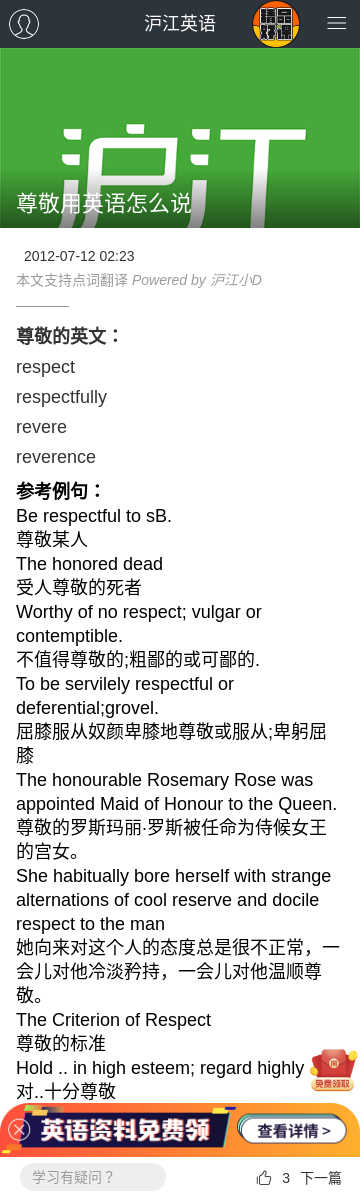 沪江英语
精品
好课
沪江
尊敬用英语怎么说
2012-07-12 02:23
本文支持点词翻译 Powered by 沪江小D
尊敬的英文：
respect
respectfully
revere
reverence
参考例句：
Be respectful to sB.
尊敬某人
The honored dead
受人尊敬的死者
Worthy of no respect; vulgar or
contemptible.
不值得尊敬的;粗鄙的或可鄙的.
To be servilely respectful or
deferential;grovel.
屈膝服从奴颜卑膝地尊敬或服从;卑躬屈
膝
The honourable Rosemary Rose was
appointed Maid of Honour to the Queen.
尊敬的罗斯玛丽·罗斯被任命为侍候女王
的宫女。
She habitually bore herself with strange
alternations of cool reserve and docile
respect to the man
她向来对这个人的态度总是很不正常，一
会儿对他冷淡矜持，一会儿对他温顺尊
敬。
The Criterion of Respect
尊敬的标准
Hold .. in high esteem; regard highly
对..十分尊敬
免费领取
英语资料免费领 查看详情 >
学习有疑问？ 3 下一篇